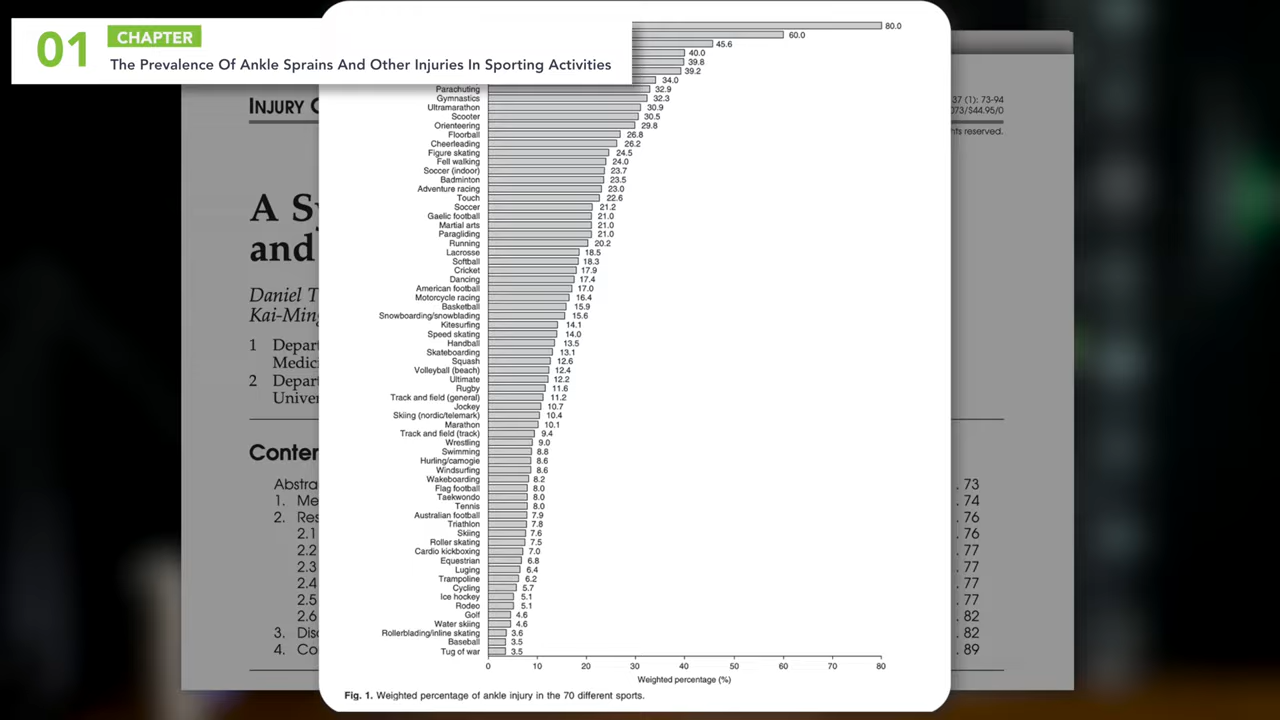 01
CHAPTER
The Prevalence Of Ankle Sprains And Other Injuries In Sporting Activities
80.0
60.0
45.6
40.0
39.8
39.2
34.0
Parachuting 32.9
Gymnastics 32.3
Ultramarathon 30.9
Scooter 30.5
Orienteering 29.8
Floorball 26.8
Cheerleading 26.2
Figure skating 24.5
Fell walking 24.0
Soccer (indoor) 23.7
Badminton 23.5
Adventure racing 23.0
Touch 22.6
Soccer 21.2
Gaelic football 21.0
Martial arts 21.0
Paragliding 21.0
Running 20.2
Lacrosse 18.5
Softball 18.3
Cricket 17.9
Dancing 17.4
American football 17.0
Motorcycle racing 16.4
Basketball 15.9
Snowboarding/snowblading 15.6
Kitesurfing 14.1
Speed skating 14.0
Handball 13.5
Skateboarding 13.1
Squash 12.6
Volleyball (beach) 12.4
Ultimate 12.2
Rugby 11.6
Track and field (general) 11.2
Jockey 10.7
Skiing (nordic/telemark) 10.4
Marathon 10.1
Track and field (track) 9.4
Wrestling 9.0
Swimming 8.8
Hurling/camogie 8.6
Windsurfing 8.6
Wakeboarding 8.2
Flag football 8.0
Taekwondo 8.0
Tennis 8.0
Australian football 7.9
Triathlon 7.8
Skiing 7.6
Roller skating 7.5
Cardio kickboxing 7.0
Equestrian 6.8
Luging 6.4
Trampoline 6.2
Cycling 5.7
Ice hockey 5.1
Rodeo 5.1
Golf 4.6
Water skiing 4.6
Rollerblading/inline skating 3.6
Baseball 3.5
Tug of war 3.5
0 10 20 30 40 50 60 70 80
Weighted percentage (%)
Fig. 1. Weighted percentage of ankle injury in the 70 different sports.
INJURY
37 (1): 73-94
073/$44.95/0
reserved.
A
and
Daniel T
Kai-Ming
1
2
Abstra
1. Me
2. Res
2.1
2.2
2.3
2.4
2.5
2.6
3. Disc
4. Co
. 73
. 74
. 76
. 76
. 77
. 77
. 77
. 77
. 82
. 82
. 89